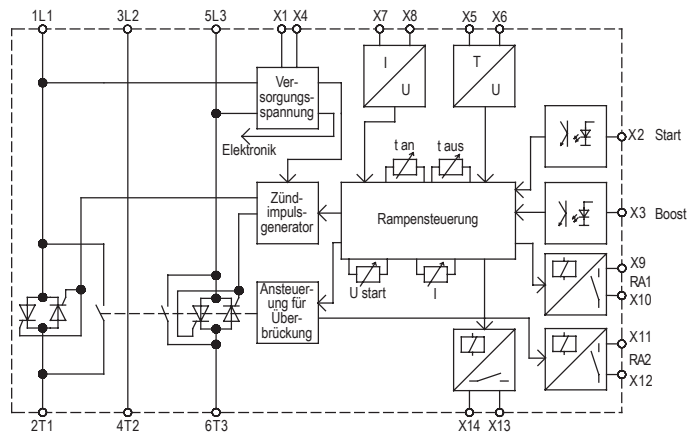 1L1 3L2 5L3 X1 X4 X7 X8 X5 X6
I
U
T
U
Ver-
sorgungs-
spannung
Elektronik
t an
t aus
X2 Start
Zünd-
impuls-
generator
Rampensteuerung
X3 Boost
U start
I
X9
RA1
X10
Ansteuer-
ung für
Über-
brückung
X11
RA2
X12
2T1 4T2 6T3 X14 X13